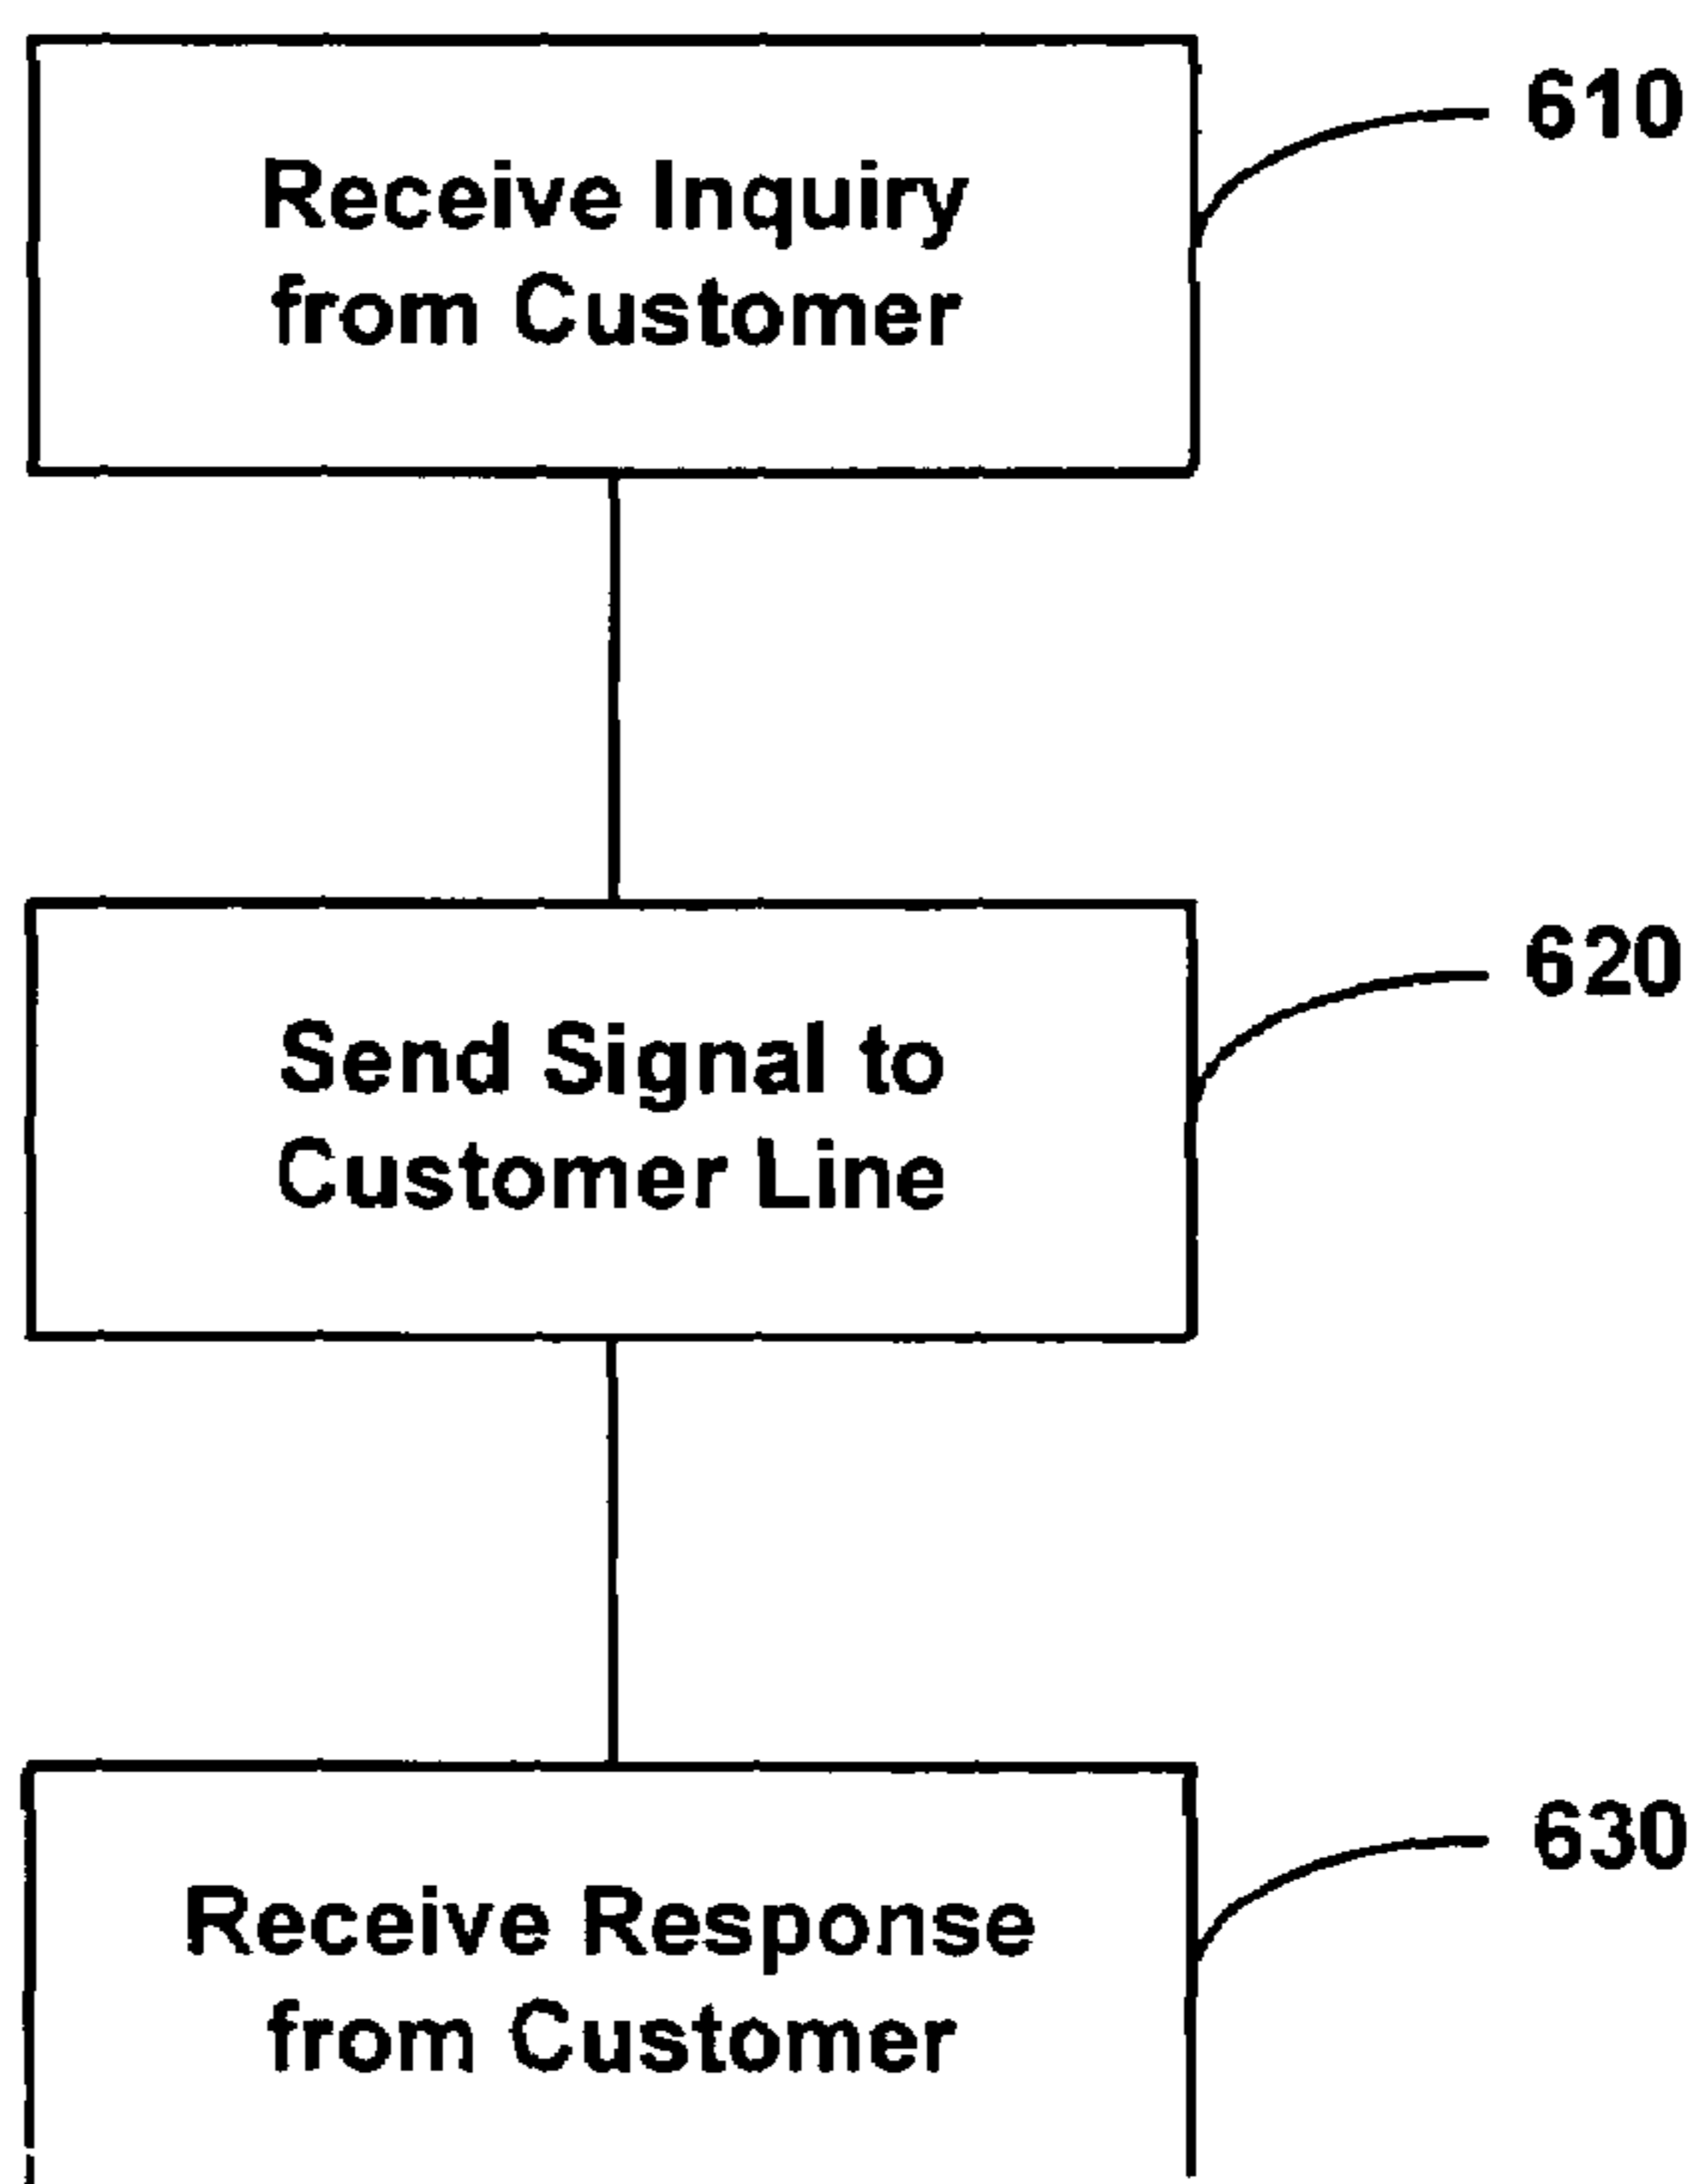 610
Receive Inquiry
from Customer
620
Send Signal to
Customer Line
630
Receive Response
from Customer